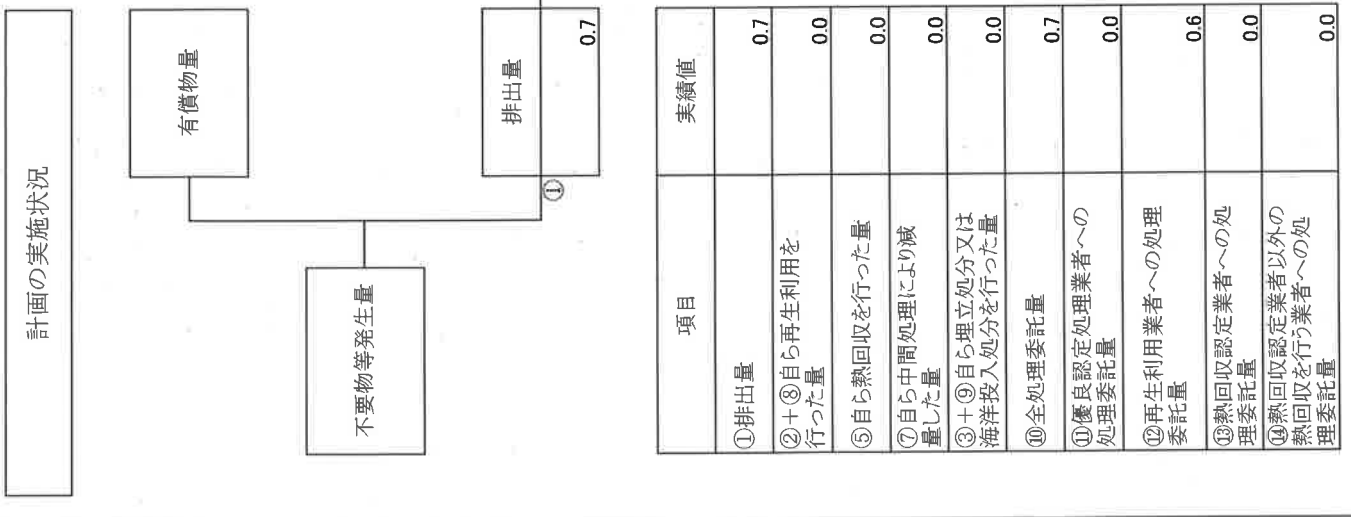 計画の実施状況
有償物量
不要物等発生量
排出量
①
0.7
項目 実績値
①排出量 0.7
②+⑧自ら再生利用を
行った量 0.0
⑤自ら熱回収を行った量 0.0
⑦自ら中間処理により減
量した量 0.0
③+⑨自ら埋立処分又は
海洋投入処分を行った量 0.0
⑩全処理委託量 0.7
⑪優良認定処理業者への
処理委託量 0.0
⑫再生利用業者への処理
委託量 0.6
⑬熱回収認定業者への処
理委託量 0.0
⑭熱回収認定業者以外の
熱回収を行う業者への処
理委託量 0.0